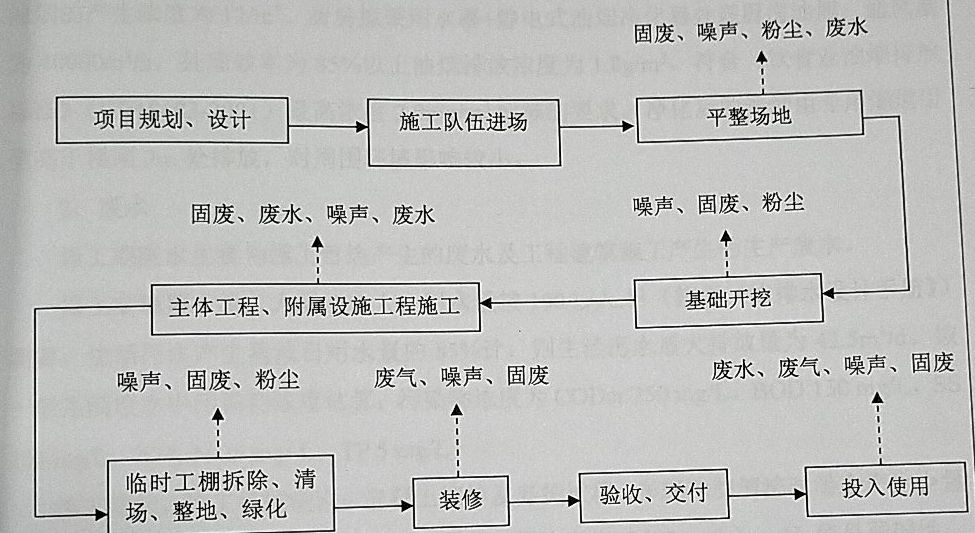 固废、噪声、粉尘、废水
项目规划、设计
施工队伍进场
平整场地
固废、废水、噪声、废水
噪声、固废、粉尘
主体工程、附属设施工程施工
基础开挖
噪声、固废、粉尘
废气、噪声、固废
废水、废气、噪声、固废
临时工棚拆除、清
场、整地、绿化
装修
验收、交付
投入使用